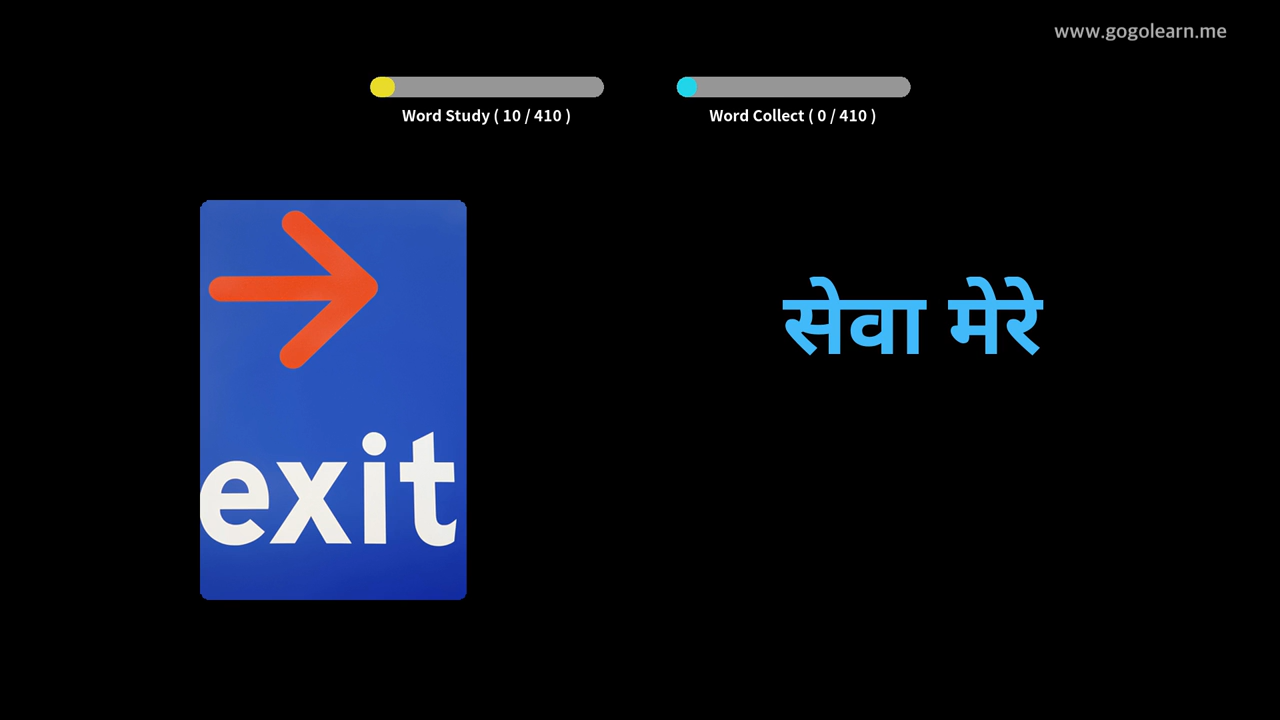 www.gogolearn.me
Word Study ( 10 / 410 )
Word Collect ( 0 / 410 )
exit
सेवा मेरे